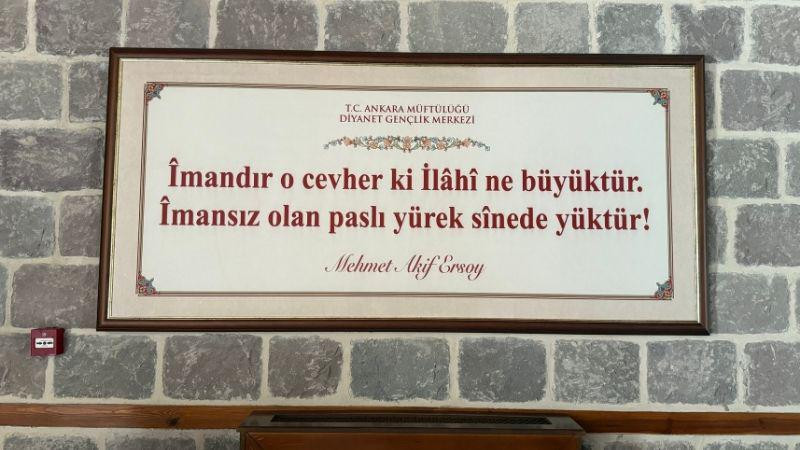 T.C. ANKARA MÜFTÜLÜĞÜ
DİYANET GENÇLİK MERKEZİ
Îmandır o cevher ki İlâhî ne büyüktür.
Îmansız olan paslı yürek sînede yüktür!
Mehmet Akif Ersoy